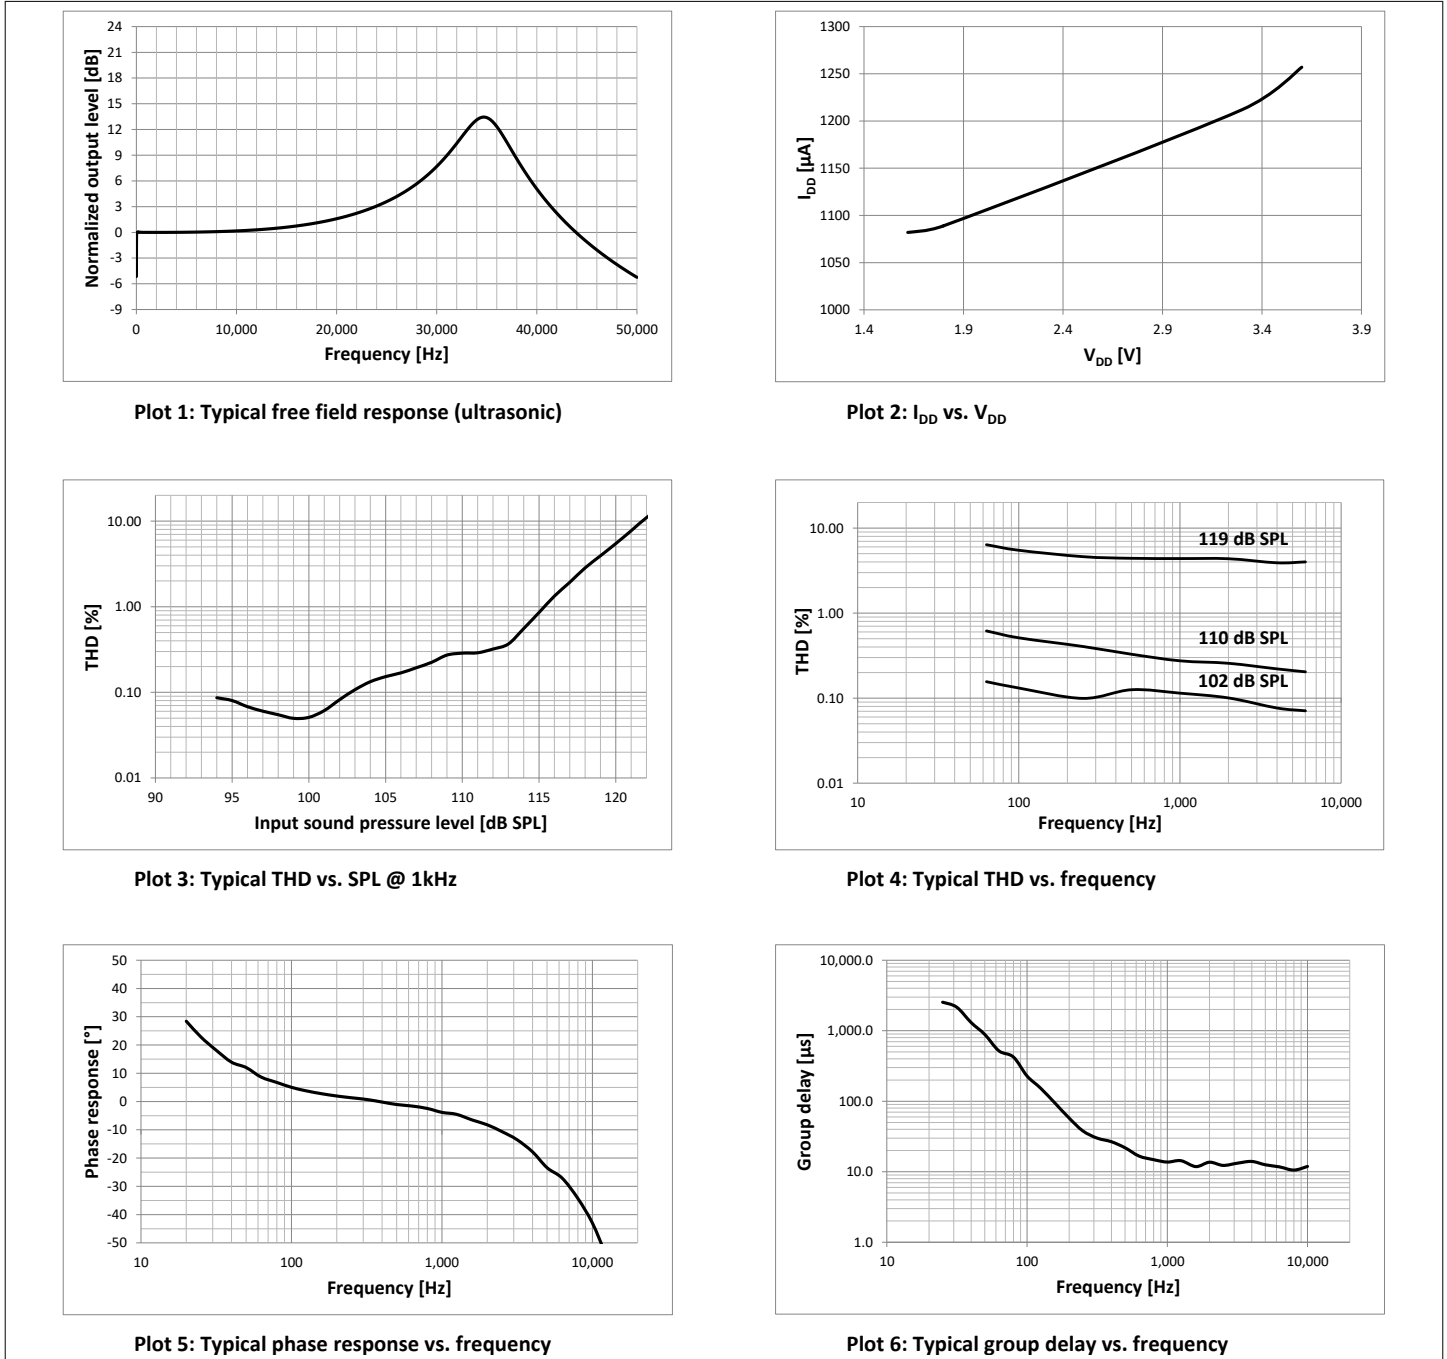 24
21
18
15
12
9
6
3
0
-3
-6
-9
Normalized output level [dB]
0 10,000 20,000 30,000 40,000 50,000
Frequency [Hz]
Plot 1: Typical free field response (ultrasonic)
1300
1250
1200
1150
1100
1050
1000
I_DD [µA]
1.4 1.9 2.4 2.9 3.4 3.9
V_DD [V]
Plot 2: I_DD vs. V_DD
10.00
1.00
0.10
0.01
THD [%]
90 95 100 105 110 115 120
Input sound pressure level [dB SPL]
Plot 3: Typical THD vs. SPL @ 1kHz
10.00
1.00
0.10
0.01
THD [%]
119 dB SPL
110 dB SPL
102 dB SPL
10 100 1,000 10,000
Frequency [Hz]
Plot 4: Typical THD vs. frequency
50
40
30
20
10
0
-10
-20
-30
-40
-50
Phase response [°]
10 100 1,000 10,000
Frequency [Hz]
Plot 5: Typical phase response vs. frequency
10,000.0
1,000.0
100.0
10.0
1.0
Group delay [µs]
10 100 1,000 10,000
Frequency [Hz]
Plot 6: Typical group delay vs. frequency